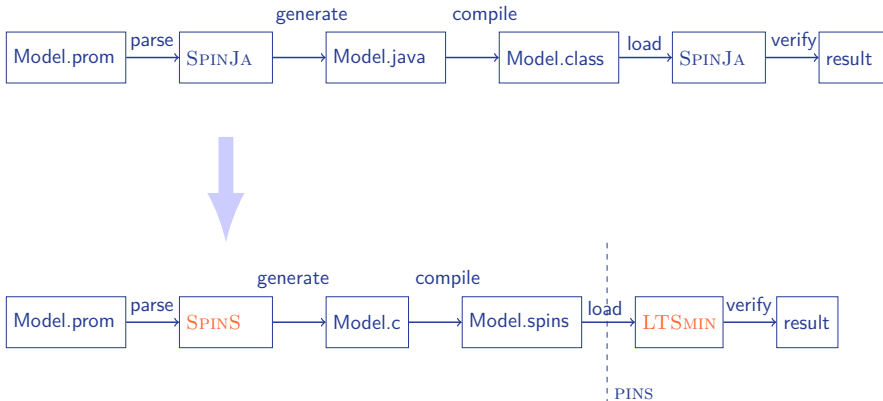 generate
compile
parse
load
verify
Model.prom
SPINJA
Model.java
Model.class
SPINJA
result
generate
compile
parse
load
verify
Model.prom
SPINS
Model.c
Model.spins
LTSMIN
result
PINS